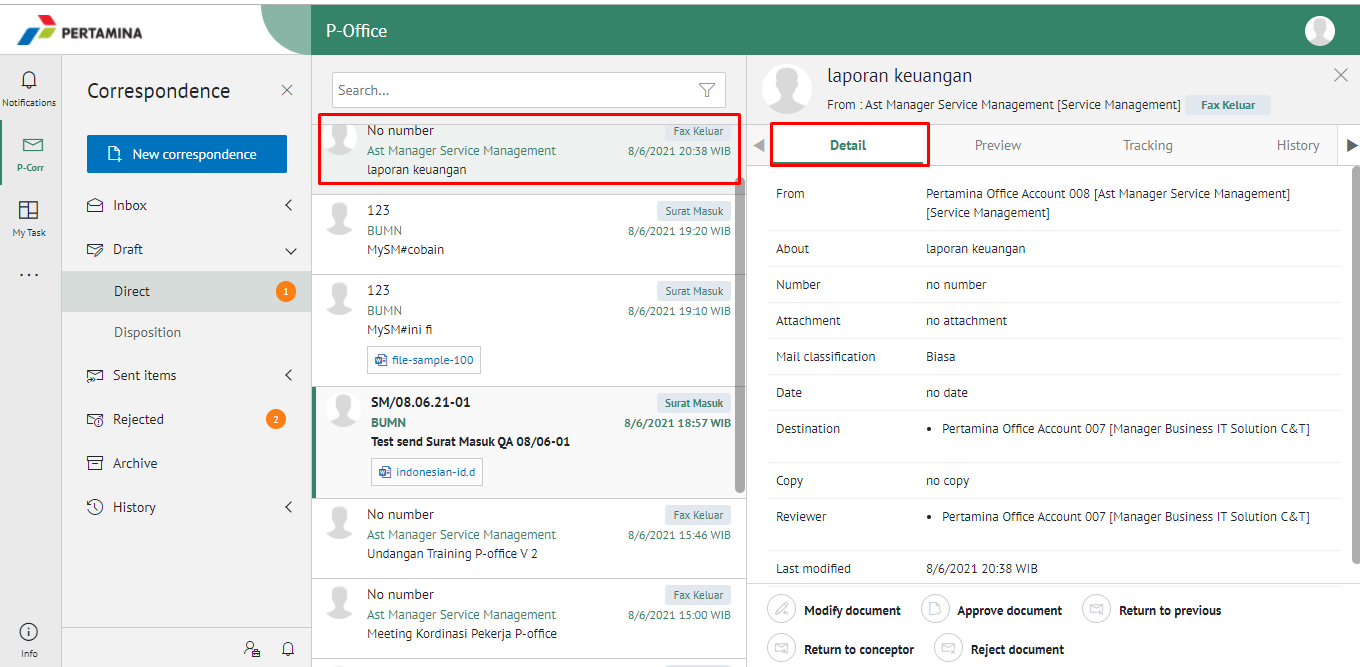 PERTAMINA
P-Office
Notifications
P-Corr
My Task
...
Info
Correspondence
New correspondence
Inbox
Draft
Direct
1
Disposition
Sent items
Rejected
2
Archive
History
Search...
No number
Fax Keluar
Ast Manager Service Management
8/6/2021 20:38 WIB
laporan keuangan
123
Surat Masuk
BUMN
8/6/2021 19:20 WIB
MySM#cobain
123
Surat Masuk
BUMN
8/6/2021 19:10 WIB
MySM#ini fi
file-sample-100
SM/08.06.21-01
Surat Masuk
BUMN
8/6/2021 18:57 WIB
Test send Surat Masuk QA 08/06-01
indonesian-id.d
No number
Fax Keluar
Ast Manager Service Management
8/6/2021 15:46 WIB
Undangan Training P-office V 2
No number
Fax Keluar
Ast Manager Service Management
8/6/2021 15:00 WIB
Meeting Kordinasi Pekerja P-office
laporan keuangan
From : Ast Manager Service Management [Service Management]
Fax Keluar
Detail
Preview
Tracking
History
From
Pertamina Office Account 008 [Ast Manager Service Management]
[Service Management]
About
laporan keuangan
Number
no number
Attachment
no attachment
Mail classification
Biasa
Date
no date
Destination
• Pertamina Office Account 007 [Manager Business IT Solution C&T]
Copy
no copy
Reviewer
• Pertamina Office Account 007 [Manager Business IT Solution C&T]
Last modified
8/6/2021 20:38 WIB
Modify document
Approve document
Return to previous
Return to conceptor
Reject document